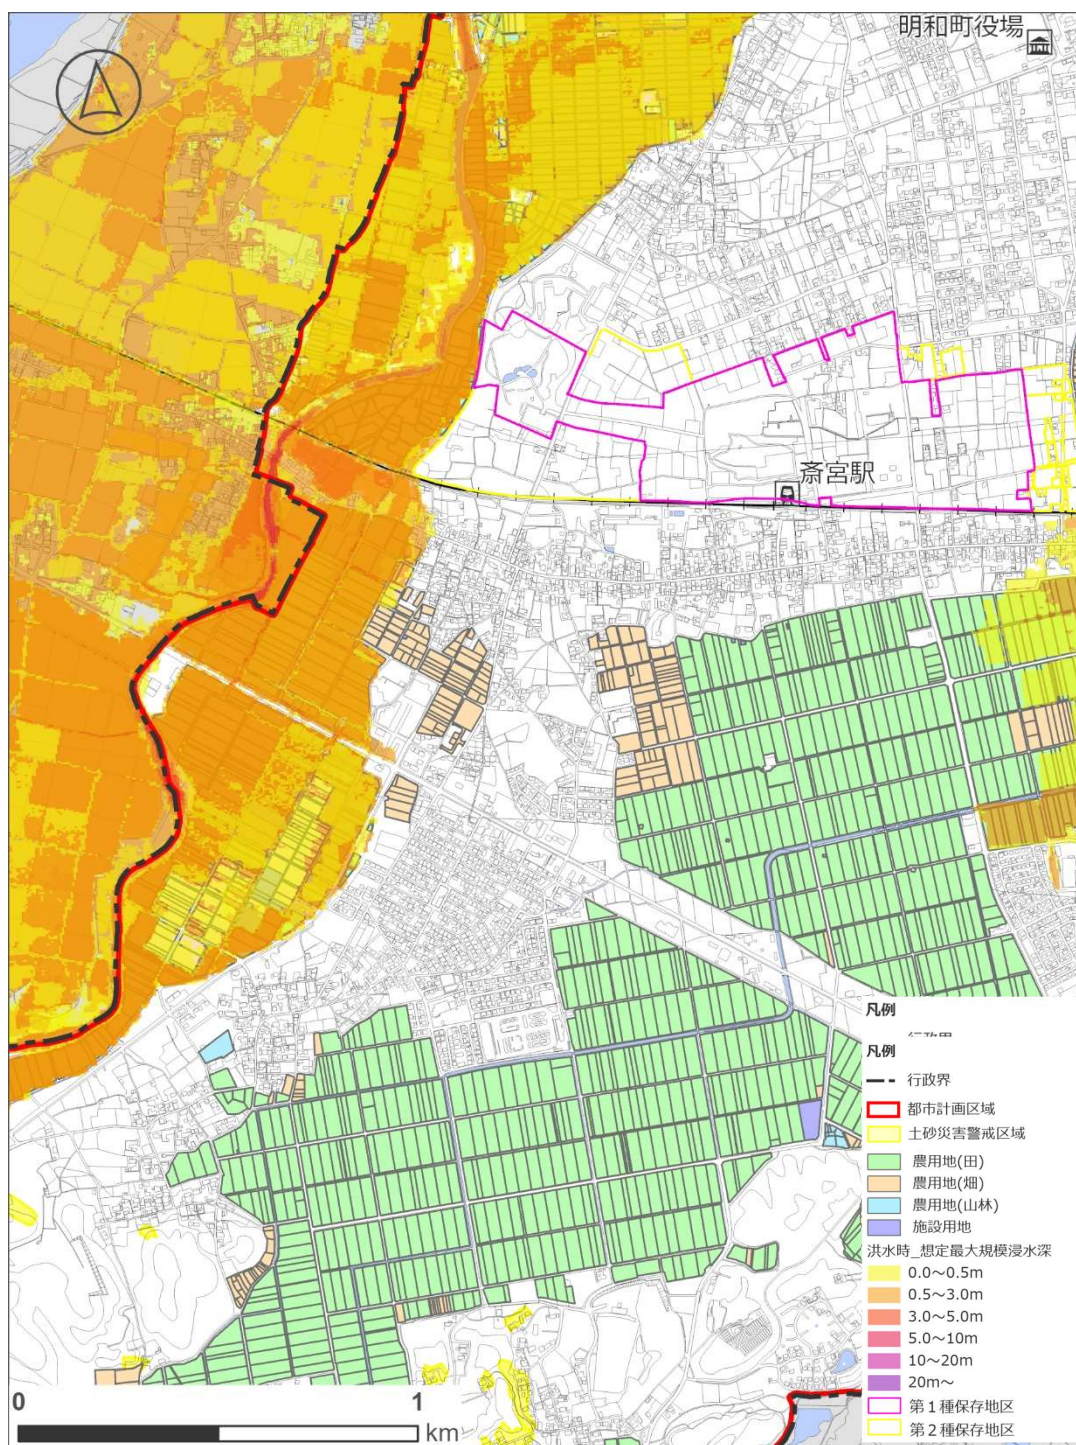 明和町役場
斎宮駅
凡例
凡例
行政界
都市計画区域
土砂災害警戒区域
農用地(田)
農用地(畑)
農用地(山林)
施設用地
洪水時_想定最大規模浸水深
0.0～0.5m
0.5～3.0m
3.0～5.0m
5.0～10m
10～20m
20m～
第１種保存地区
第２種保存地区
0
1
km